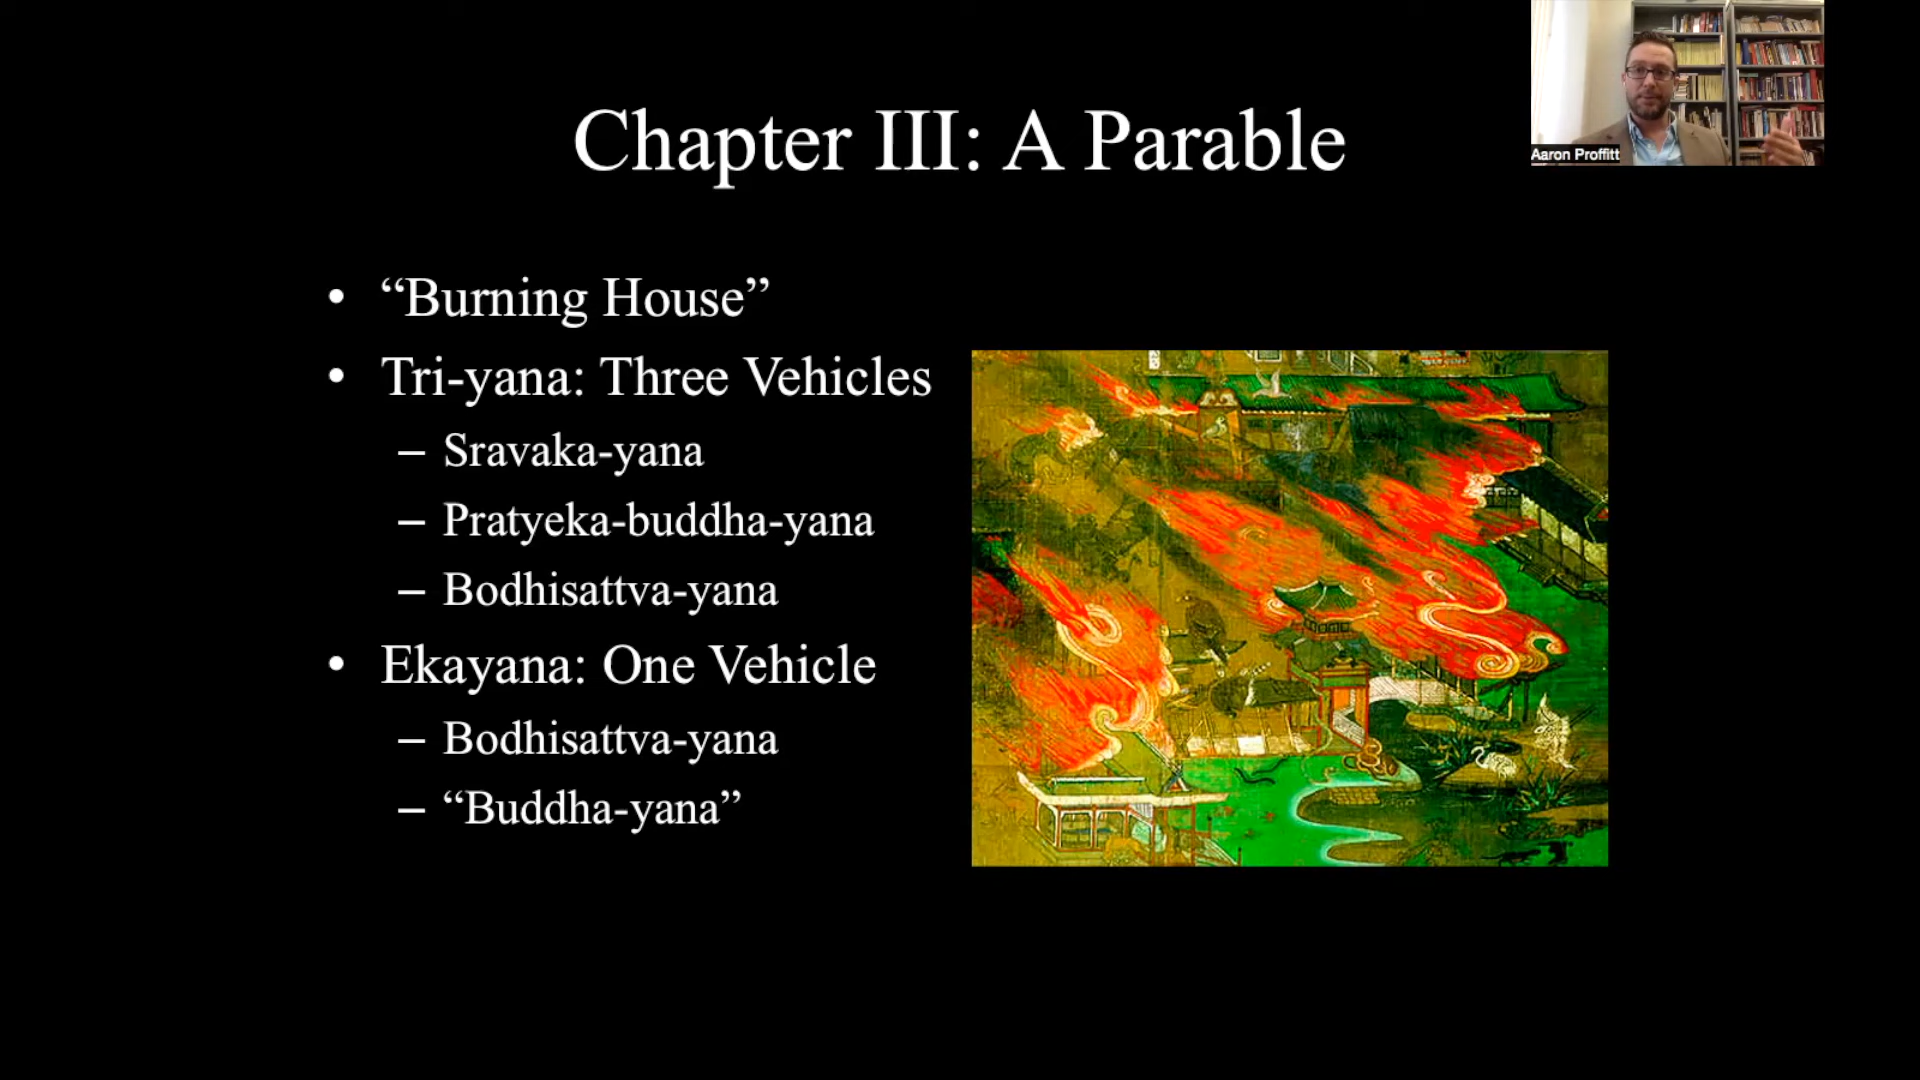 Chapter III: A Parable
Aaron Proffitt
• “Burning House”
• Tri-yana: Three Vehicles
– Sravaka-yana
– Pratyeka-buddha-yana
– Bodhisattva-yana
• Ekayana: One Vehicle
– Bodhisattva-yana
– “Buddha-yana”